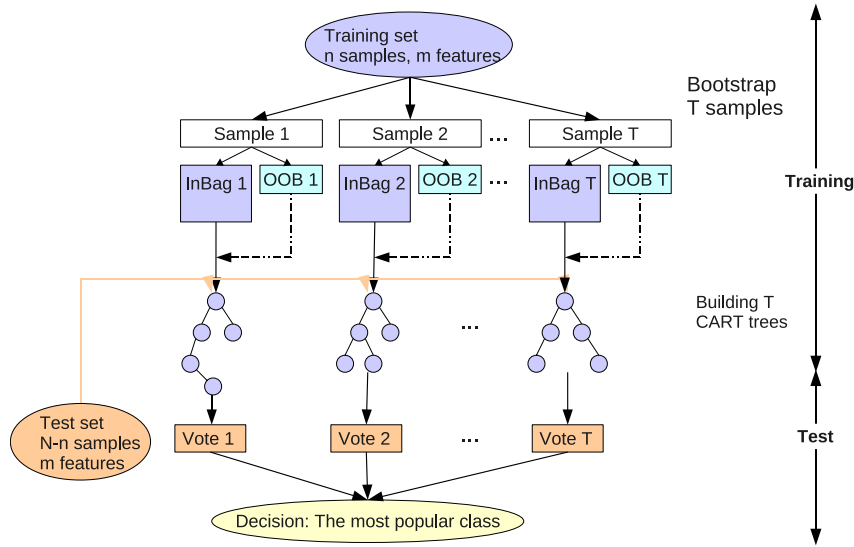 Training set
n samples, m features
Bootstrap
T samples
Sample 1
Sample 2
...
Sample T
InBag 1
OOB 1
InBag 2
OOB 2
...
InBag T
OOB T
Training
Building T
CART trees
...
Test set
N-n samples
m features
Vote 1
Vote 2
...
Vote T
Test
Decision: The most popular class